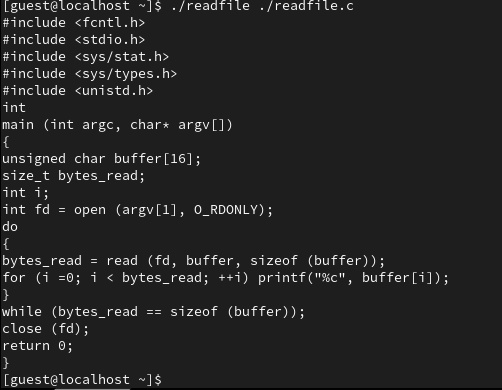 [guest@localhost ~]$ ./readfile ./readfile.c
#include <fcntl.h>
#include <stdio.h>
#include <sys/stat.h>
#include <sys/types.h>
#include <unistd.h>
int
main (int argc, char* argv[])
{
unsigned char buffer[16];
size_t bytes_read;
int i;
int fd = open (argv[1], O_RDONLY);
do
{
bytes_read = read (fd, buffer, sizeof (buffer));
for (i =0; i < bytes_read; ++i) printf("%c", buffer[i]);
}
while (bytes_read == sizeof (buffer));
close (fd);
return 0;
}
[guest@localhost ~]$